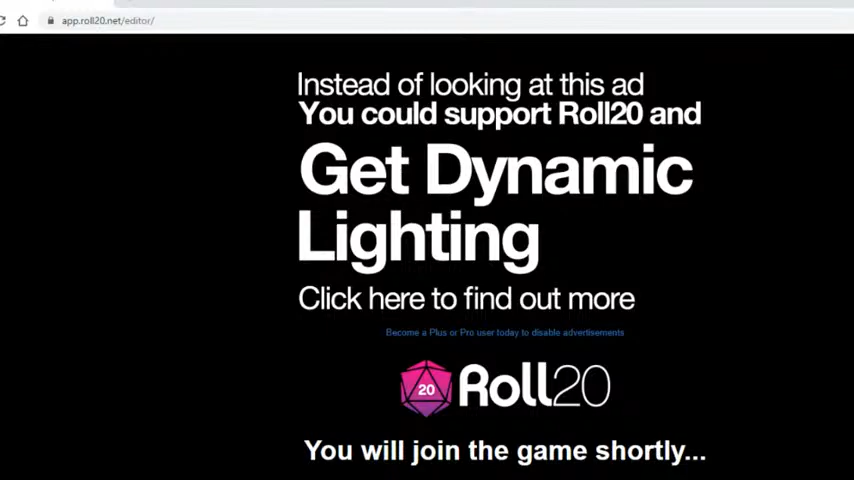 app.roll20.net/editor/
Instead of looking at this ad
You could support Roll20 and
Get Dynamic
Lighting
Click here to find out more
Become a Plus or Pro user today to disable advertisements
20 Roll20
You will join the game shortly...